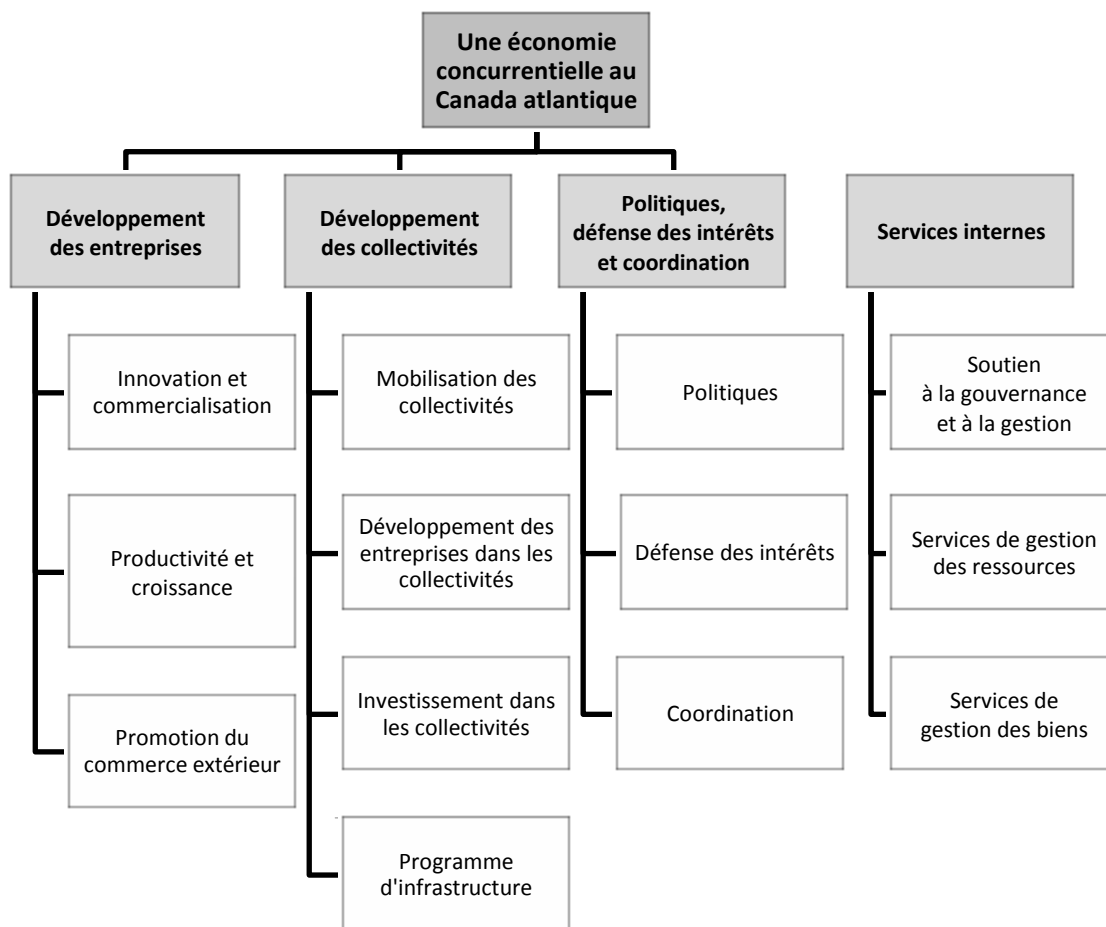 Une économie
concurrentielle au
Canada atlantique
Développement
des entreprises
Développement
des collectivités
Politiques,
défense des intérêts
et coordination
Services internes
Innovation et
commercialisation
Mobilisation des
collectivités
Politiques
Soutien
à la gouvernance
et à la gestion
Productivité et
croissance
Développement des
entreprises dans les
collectivités
Défense des intérêts
Services de gestion
des ressources
Promotion du
commerce extérieur
Investissement dans
les collectivités
Coordination
Services de
gestion des biens
Programme
d'infrastructure